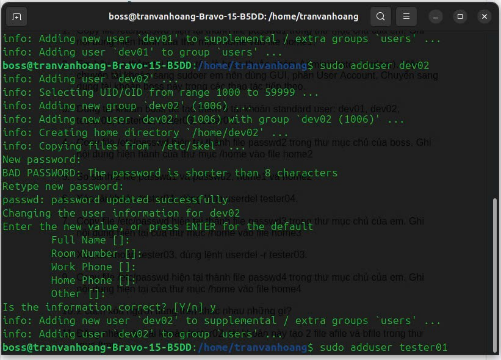 boss@tranvanhoang-Bravo-15-B5DD: /home/tranvanhoang
info: Adding new user `dev01' to supplemental / extra groups `users' ...
info: Adding user `dev01' to group `users' ...
boss@tranvanhoang-Bravo-15-B5DD:/home/tranvanhoang$ sudo adduser dev02
info: Adding user `dev02' ...
info: Selecting UID/GID from range 1000 to 59999 ...
info: Adding new group `dev02' (1006) ...
info: Adding new user `dev02' (1006) with group `dev02 (1006)' ...
info: Creating home directory `/home/dev02' ...
info: Copying files from `/etc/skel' ...
New password:
BAD PASSWORD: The password is shorter than 8 characters
Retype new password:
passwd: password updated successfully
Changing the user information for dev02
Enter the new value, or press ENTER for the default
Full Name []:
Room Number []:
Work Phone []:
Home Phone []:
Other []:
Is the information correct? [Y/n] y
info: Adding new user `dev02' to supplemental / extra groups `users' ...
info: Adding user `dev02' to group `users' ...
boss@tranvanhoang-Bravo-15-B5DD:/home/tranvanhoang$ sudo adduser tester01